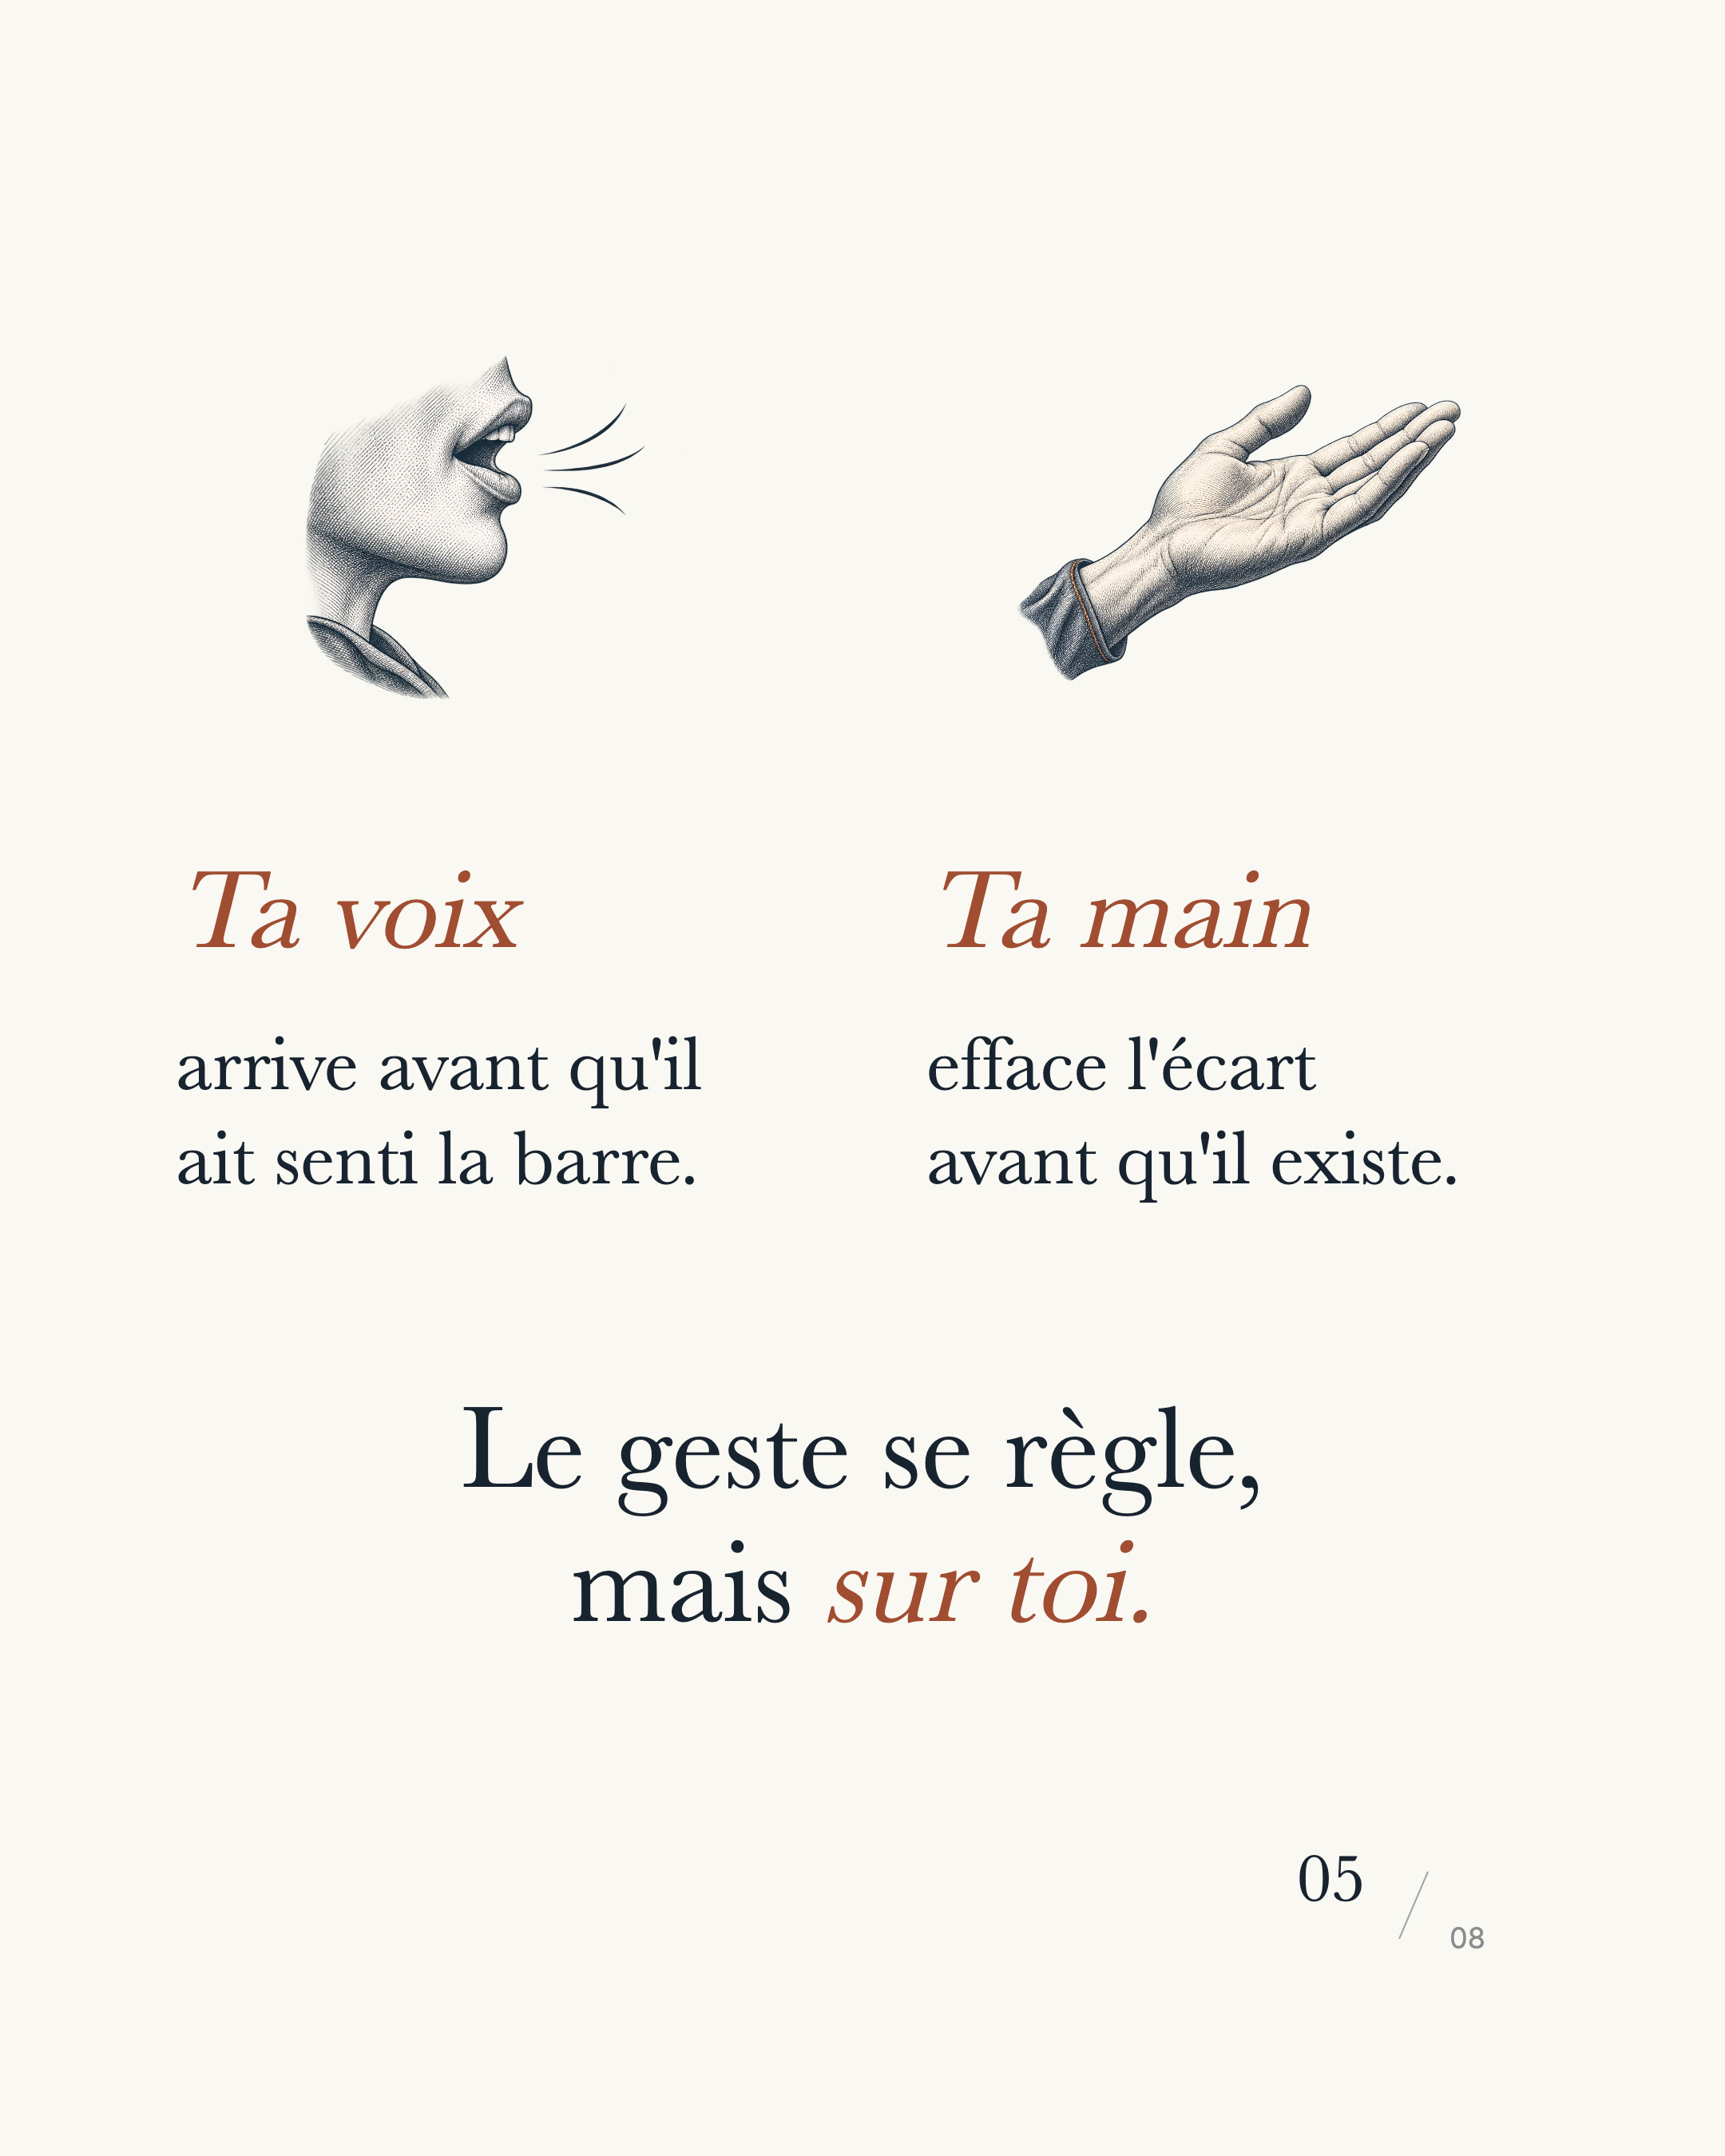 Ta voix
arrive avant qu'il
ait senti la barre.
Ta main
efface l'écart
avant qu'il existe.
Le geste se règle,
mais sur toi.
05 / 08